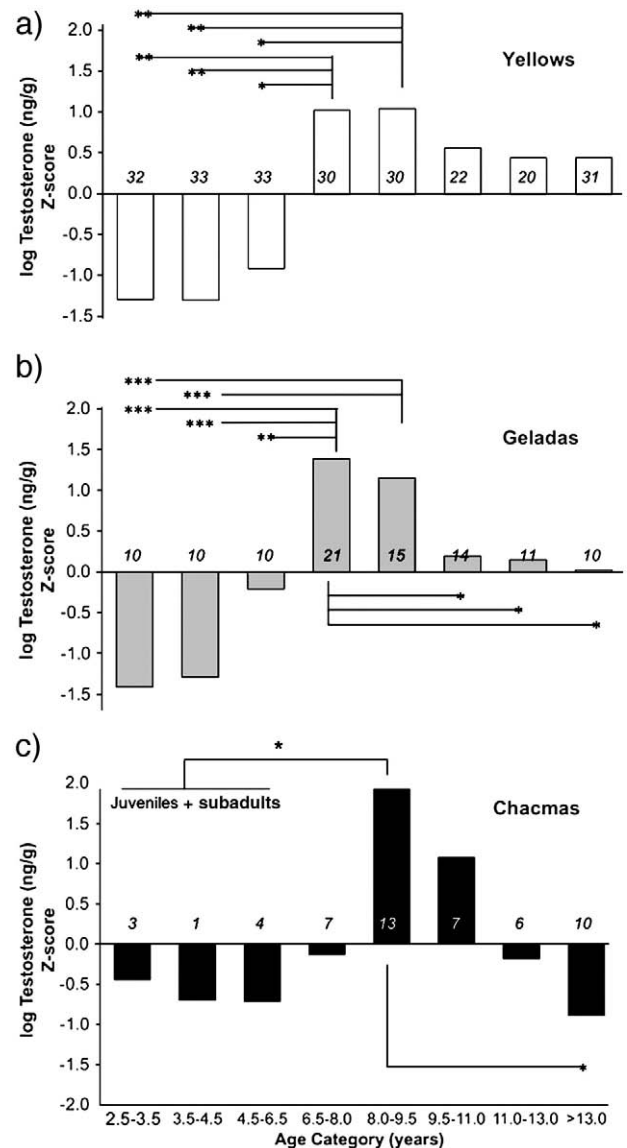 a)
** 
**
*
**
**
*
Yellows
2.0
1.5
1.0
0.5
0.0
-0.5
-1.0
-1.5
log Testosterone (ng/g)
Z-score
32 33 33 30 30 22 20 31
b)
***
***
***
***
**
Geladas
2.0
1.5
1.0
0.5
0.0
-0.5
-1.0
-1.5
log Testosterone (ng/g)
Z-score
10 10 10 21 15 14 11 10
*
*
*
c)
*
Juveniles + subadults
Chacmas
2.0
1.5
1.0
0.5
0.0
-0.5
-1.0
-1.5
-2.0
log Testosterone (ng/g)
Z-score
3 1 4 7 13 7 6 10
*
2.5-3.5 3.5-4.5 4.5-6.5 6.5-8.0 8.0-9.5 9.5-11.0 11.0-13.0 >13.0
Age Category (years)